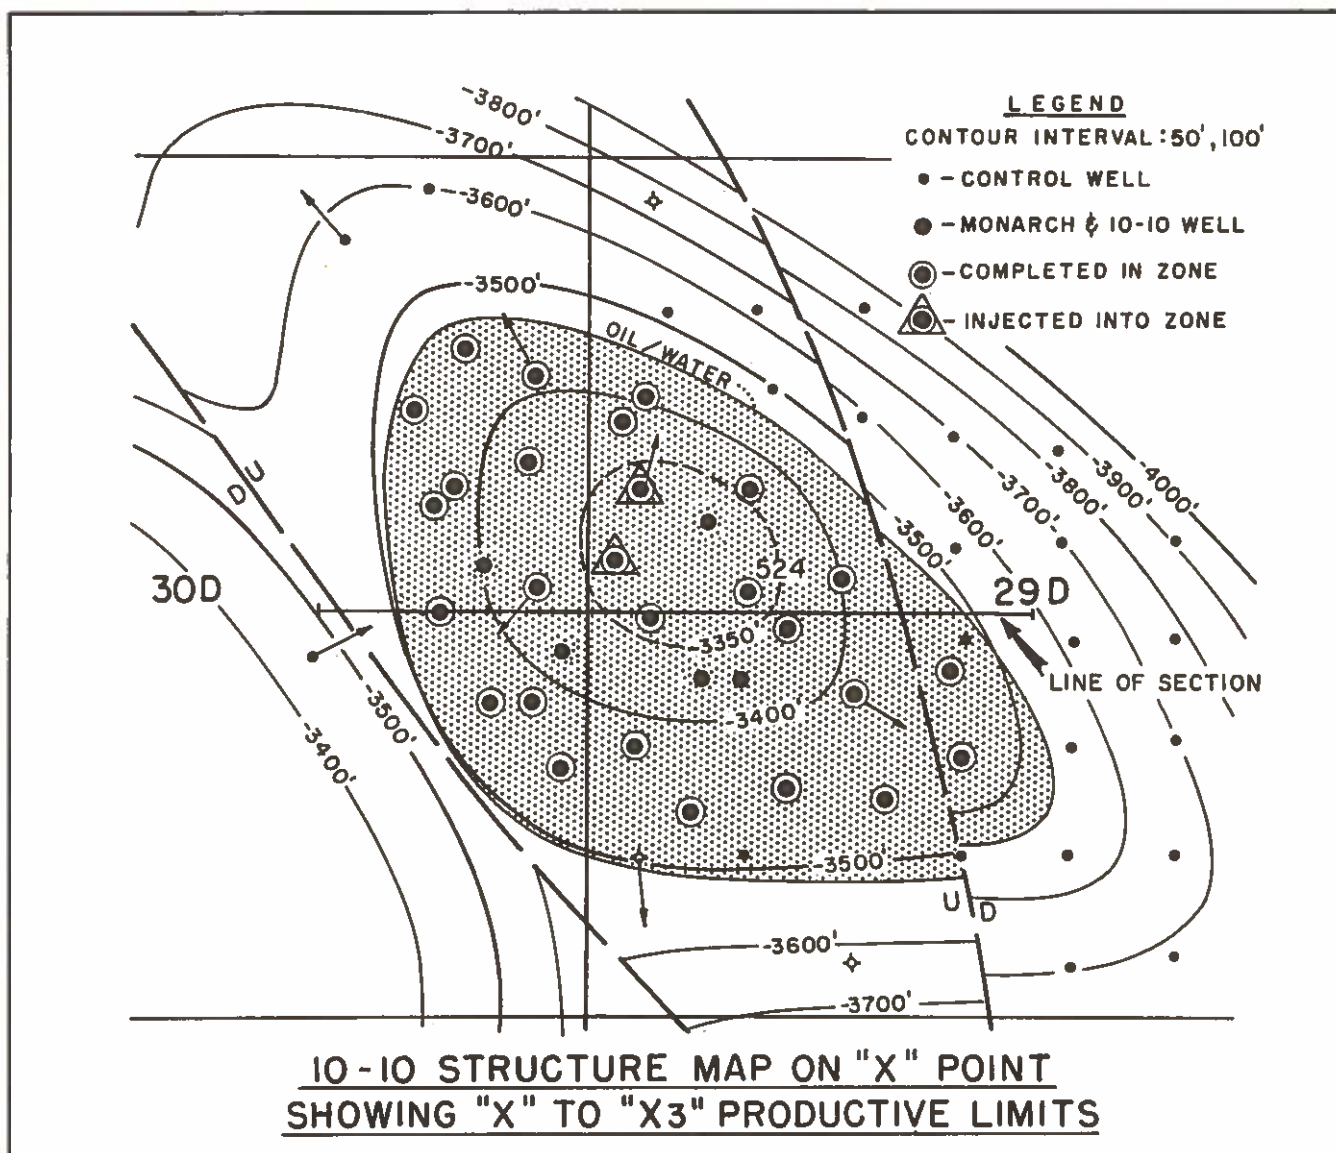 LEGEND
CONTOUR INTERVAL:50',100'
- CONTROL WELL
- MONARCH & 10-10 WELL
- COMPLETED IN ZONE
- INJECTED INTO ZONE
-3800'
-3700'
-3600'
-3500'
OIL/WATER
-4000'
-3900'
-3800'
-3700'
-3600'
-3500'
U
D
30D
524
29D
-3350
LINE OF SECTION
-3400'
-3500'
-3400'
-3500'
U D
-3600'
-3700'
10-10 STRUCTURE MAP ON "X" POINT
SHOWING "X" TO "X3" PRODUCTIVE LIMITS